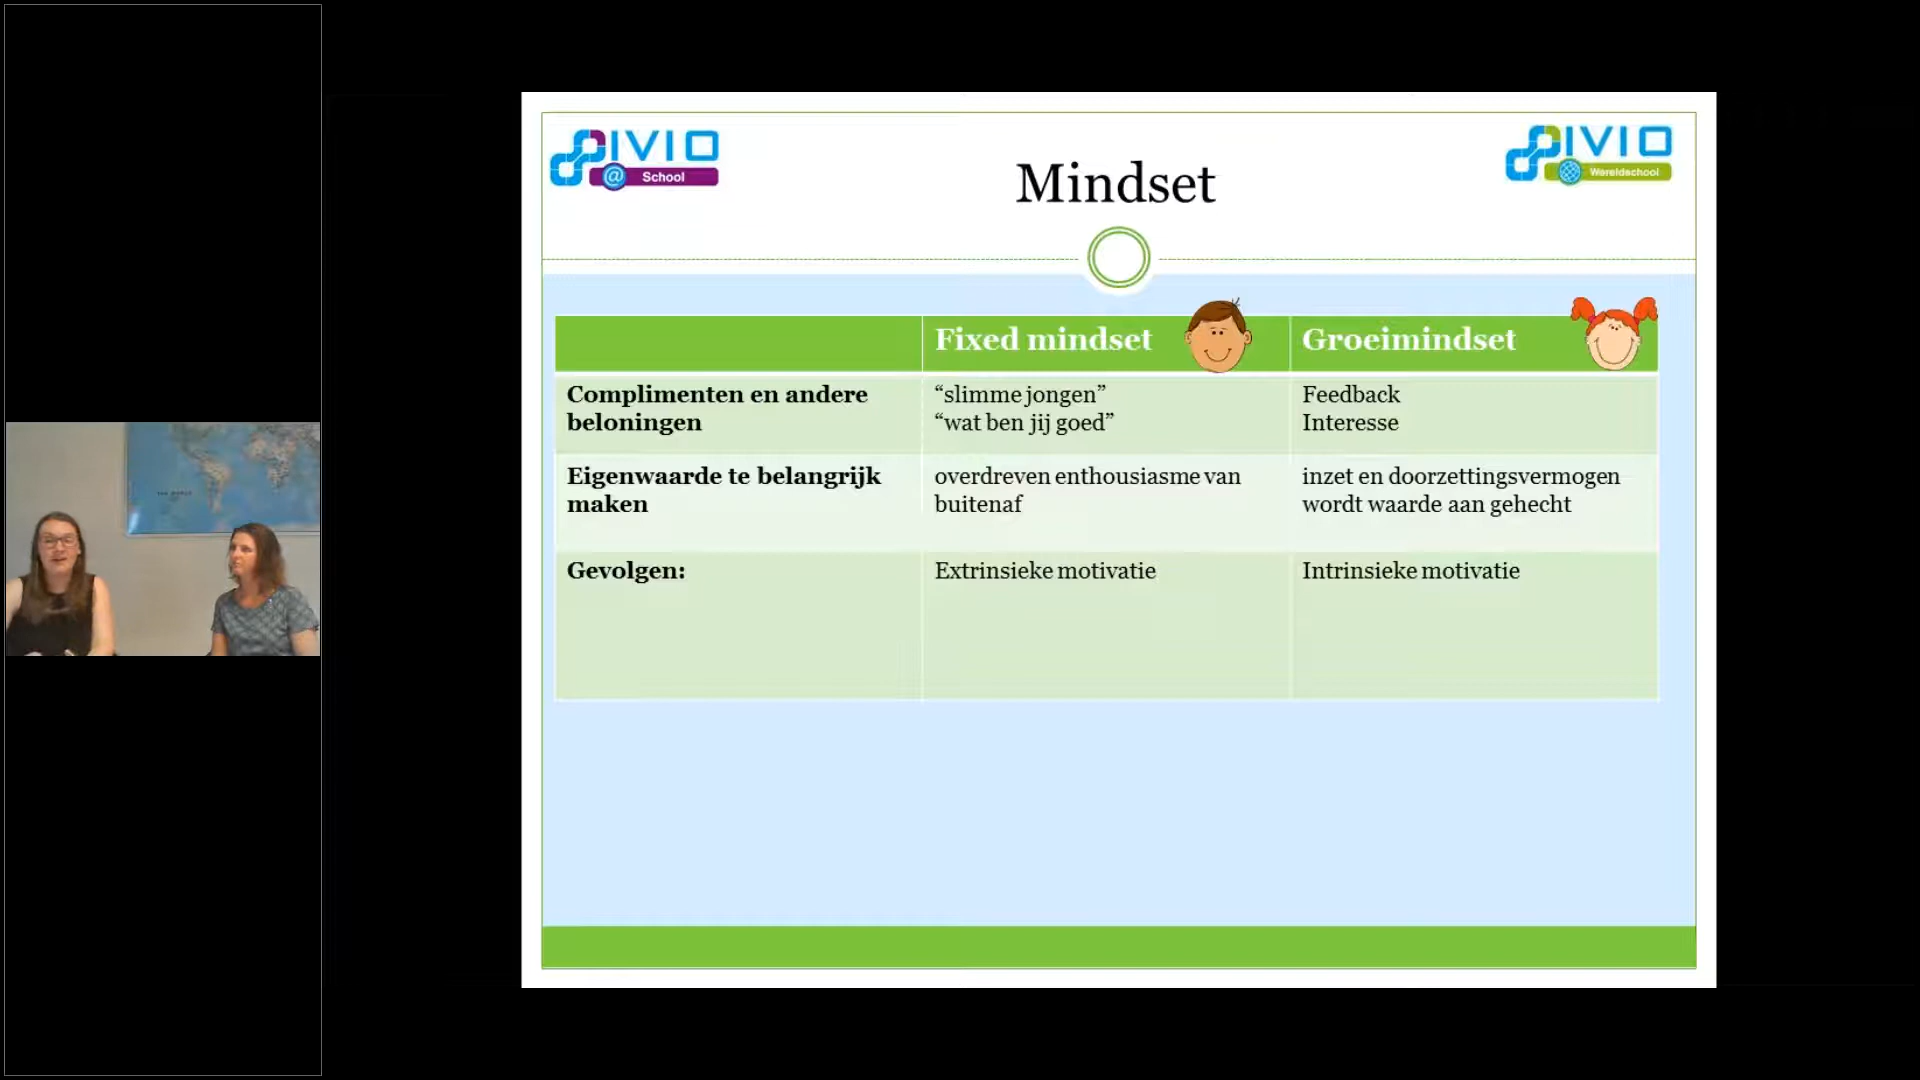 IVIO
@ School
IVIO
Wereldschool
Mindset
Fixed mindset
Groeimindset
Complimenten en andere
beloningen
“slimme jongen”
“wat ben jij goed”
Feedback
Interesse
Eigenwaarde te belangrijk
maken
overdreven enthousiasme van
buitenaf
inzet en doorzettingsvermogen
wordt waarde aan gehecht
Gevolgen:
Extrinsieke motivatie
Intrinsieke motivatie